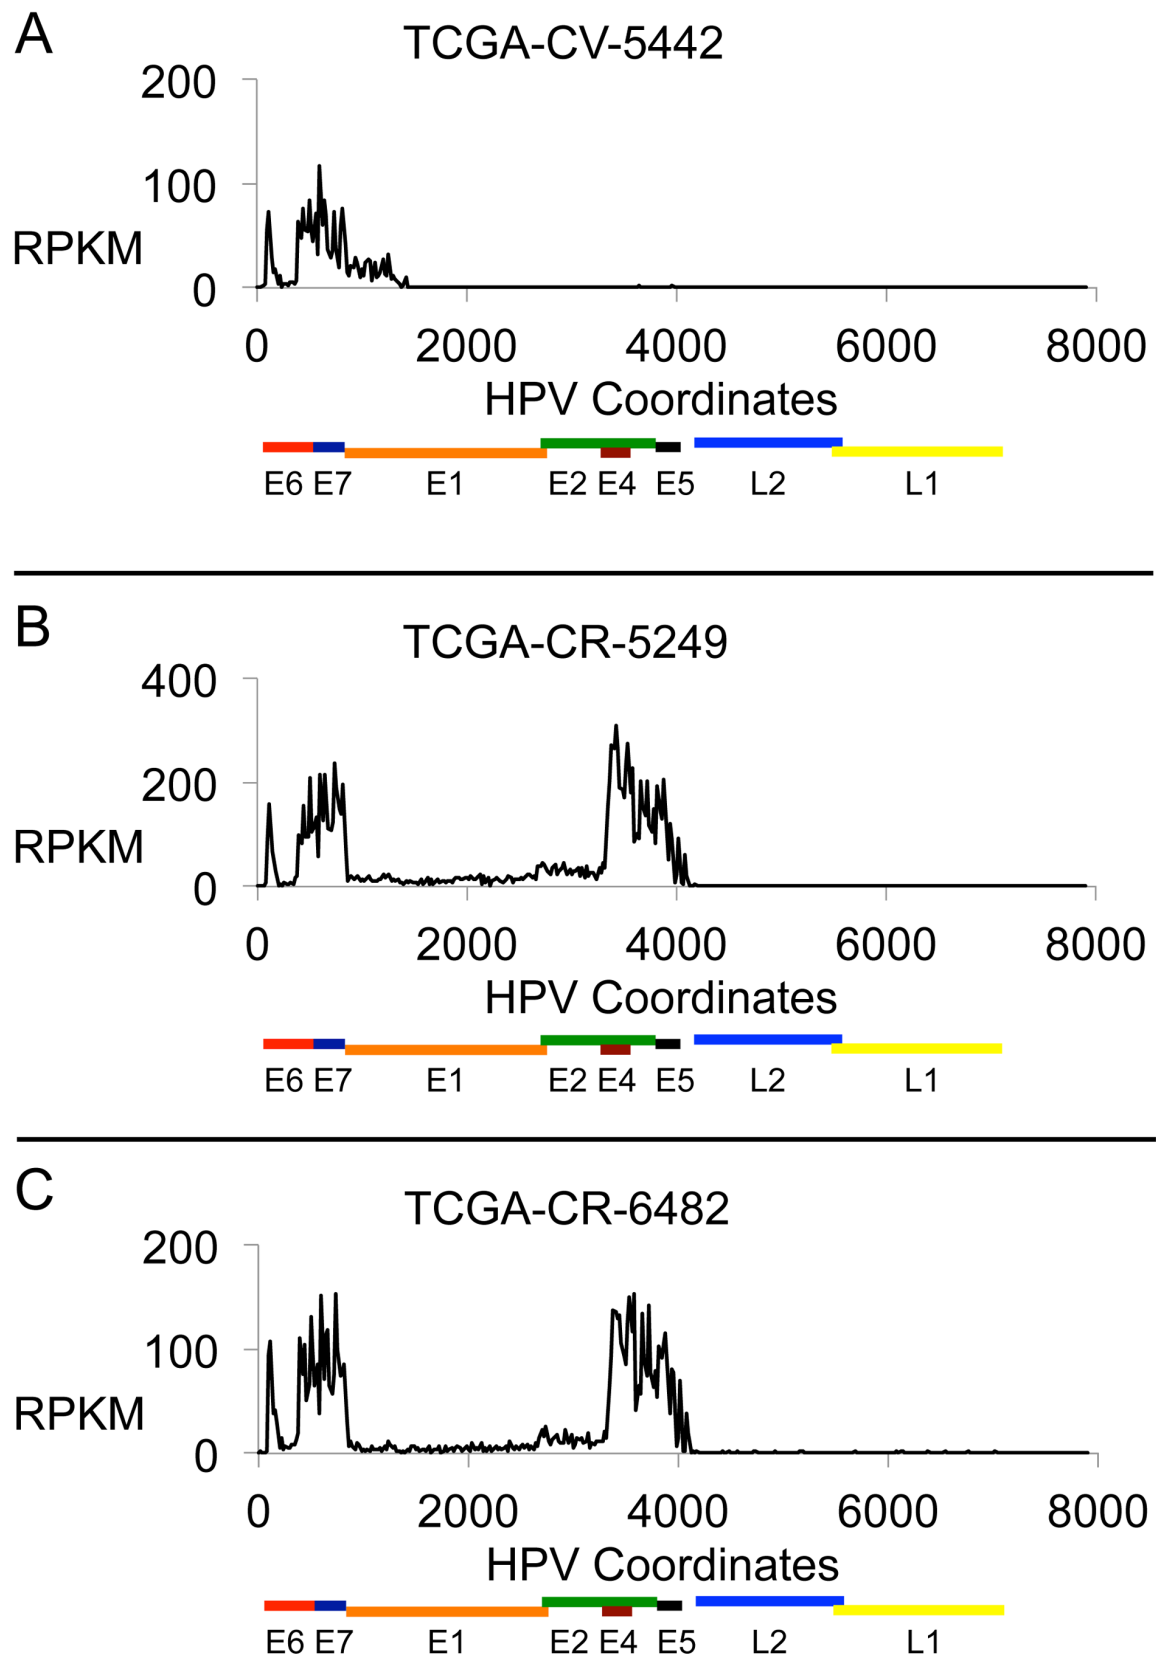 A
TCGA-CV-5442
200
100
RPKM
0
0 2000 4000 6000 8000
HPV Coordinates
E6 E7 E1 E2 E4 E5 L2 L1
B
TCGA-CR-5249
400
200
RPKM
0
0 2000 4000 6000 8000
HPV Coordinates
E6 E7 E1 E2 E4 E5 L2 L1
C
TCGA-CR-6482
200
100
RPKM
0
0 2000 4000 6000 8000
HPV Coordinates
E6 E7 E1 E2 E4 E5 L2 L1